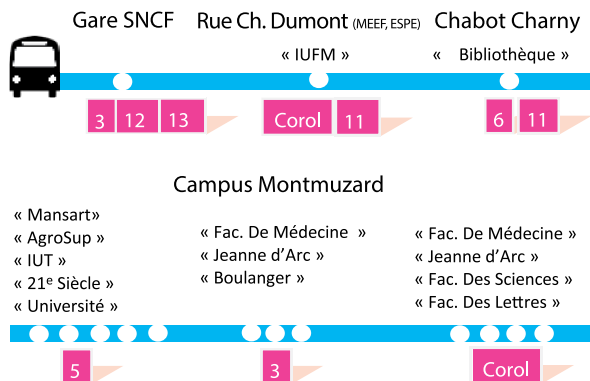 Gare SNCF Rue Ch. Dumont (MEEF, ESPE) Chabot Charny
« IUFM » « Bibliothèque »
3 12 13 Corol 11 6 11
Campus Montmuzard
« Mansart»
« AgroSup »
« IUT »
« 21e Siècle »
« Université »
« Fac. De Médecine »
« Jeanne d’Arc »
« Boulanger »
« Fac. De Médecine »
« Jeanne d’Arc »
« Fac. Des Sciences »
« Fac. Des Lettres »
5 3 Corol